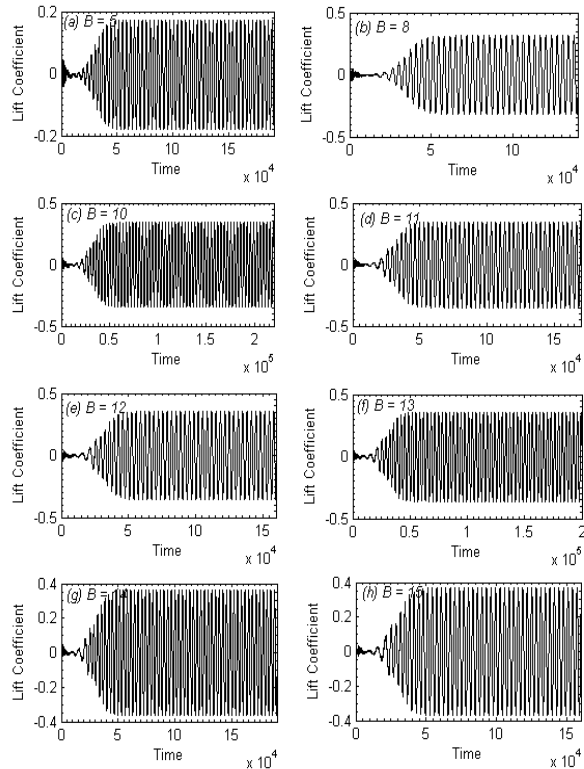 (a) B = 5
Lift Coefficient
0.2
0
0.2
0
5
10
15
Time
x 10^4
(b) B = 8
Lift Coefficient
0.5
0
-0.5
0
5
10
Time
x 10^4
(c) B = 10
Lift Coefficient
0.5
0
-0.5
0
0.5
1
1.5
2
Time
x 10^5
(d) B = 11
Lift Coefficient
0.5
0
-0.5
0
5
10
15
Time
x 10^4
(e) B = 12
Lift Coefficient
0.5
0
-0.5
0
5
10
15
Time
x 10^4
(f) B = 13
Lift Coefficient
0.5
0
-0.5
0
0.5
1
1.5
2
Time
x 10^5
(g) B = 14
Lift Coefficient
0.4
0.2
0
-0.2
-0.4
0
5
10
15
Time
x 10^4
(h) B = 15
Lift Coefficient
0.4
0.2
0
-0.2
-0.4
0
5
10
15
Time
x 10^4